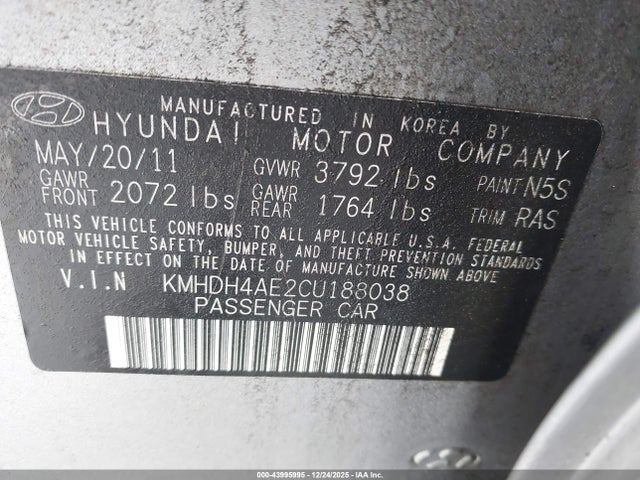 MANUFACTURED IN KOREA BY
HYUNDAI MOTOR COMPANY
MAY/20/11 GVWR 3792 lbs PAINT N5S
GAWR FRONT 2072 lbs GAWR REAR 1764 lbs TRIM RAS
THIS VEHICLE CONFORMS TO ALL APPLICABLE U.S.A. FEDERAL
MOTOR VEHICLE SAFETY, BUMPER, AND THEFT PREVENTION STANDARDS
IN EFFECT ON THE DATE OF MANUFACTURE SHOWN ABOVE
V.I.N KMHDH4AE2CU188038
PASSENGER CAR
000-43995995 - 12/24/2025 - IAA, Inc.